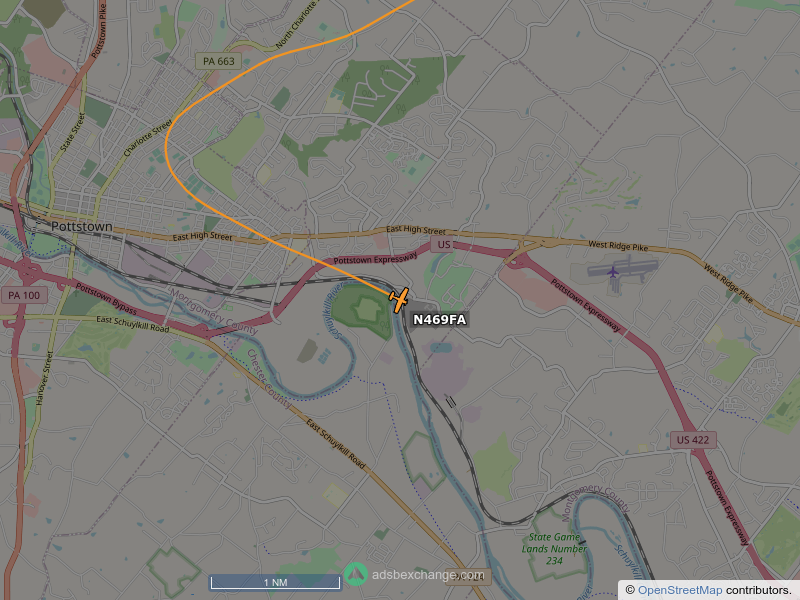 Pottstown Pike
North Charlotte
PA 663
State Street
Charlotte Street
Pottstown
East High Street
East High Street
US
West Ridge Pike
West Ridge Pike
Pottstown Expressway
Pottstown Expressway
PA 100
Pottstown Bypass
Montgomery County
Schuylkill River
East Schuylkill Road
N469FA
Hanover Street
Chester County
East Schuylkill Road
US 422
Pottstown Expressway
Montgomery County
State Game
Lands Number
234
Schuylkill
1 NM
adsbexchange.com
© OpenStreetMap contributors.